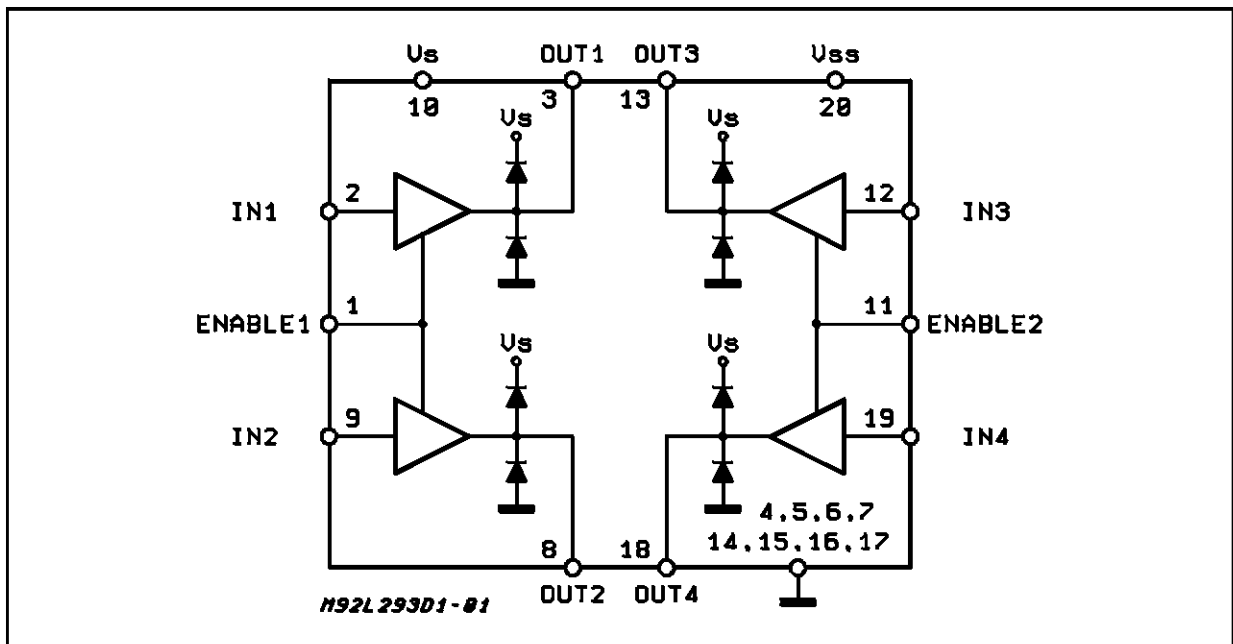 Vs OUT1 OUT3 Vss
10 3 13 20
Vs Vs
IN1 2 12 IN3
ENABLE1 1 11 ENABLE2
Vs Vs
IN2 9 19 IN4
4,5,6,7
8 18 14,15,16,17
OUT2 OUT4
M92L293D1-01